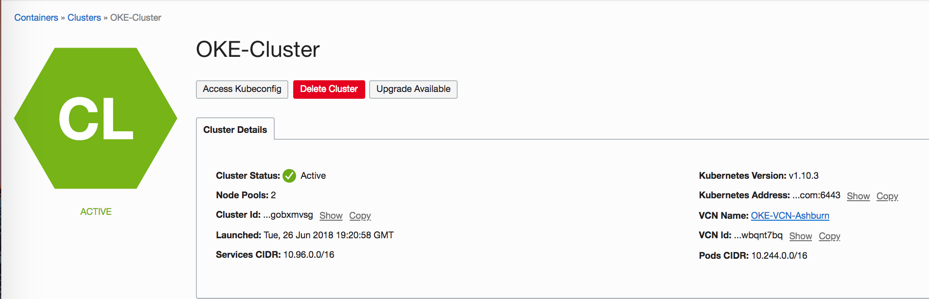 Containers » Clusters » OKE-Cluster
CL
ACTIVE
OKE-Cluster
Access Kubeconfig Delete Cluster Upgrade Available
Cluster Details
Cluster Status: Active
Node Pools: 2
Cluster Id: ...gobxmvsg Show Copy
Launched: Tue, 26 Jun 2018 19:20:58 GMT
Services CIDR: 10.96.0.0/16
Kubernetes Version: v1.10.3
Kubernetes Address: ...com:6443 Show Copy
VCN Name: OKE-VCN-Ashburn
VCN Id: ...wbqnt7bq Show Copy
Pods CIDR: 10.244.0.0/16